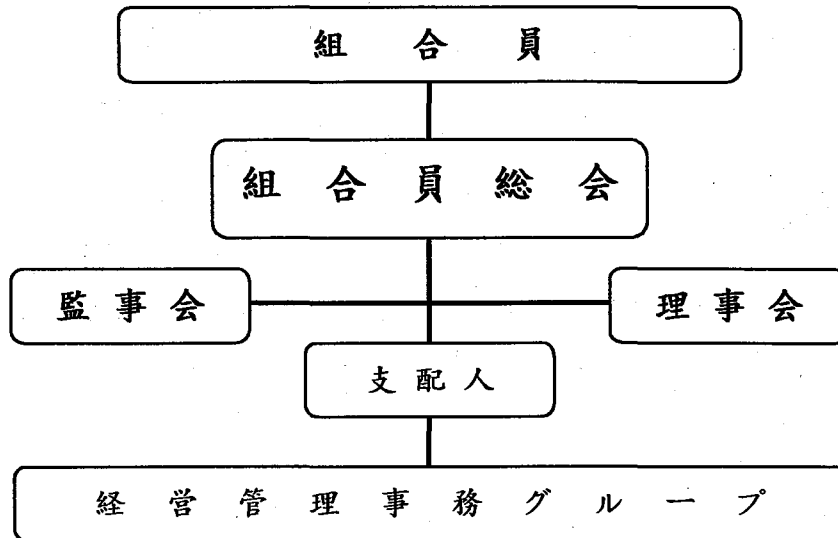 組合員
組合員総会
監事会
理事会
支配人
経営管理事務グループ